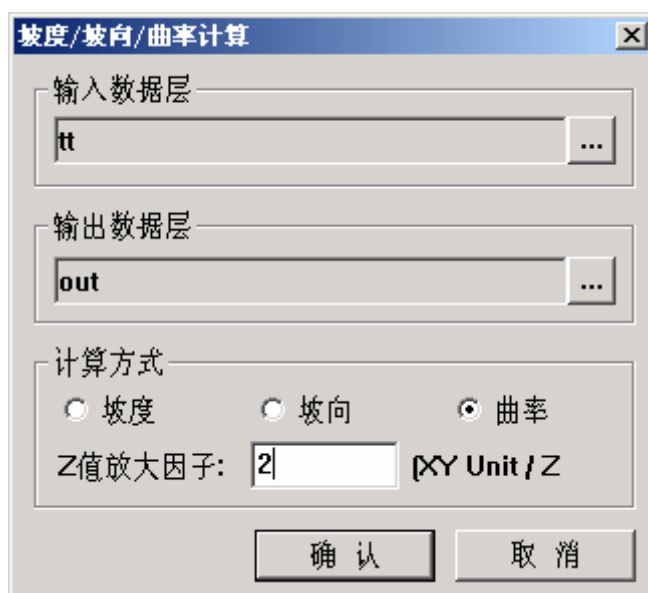 坡度/坡向/曲率计算
输入数据层
tt
...
输出数据层
out
...
计算方式
坡度 坡向 曲率
Z值放大因子: 2 (XY Unit / Z
确 认 取 消